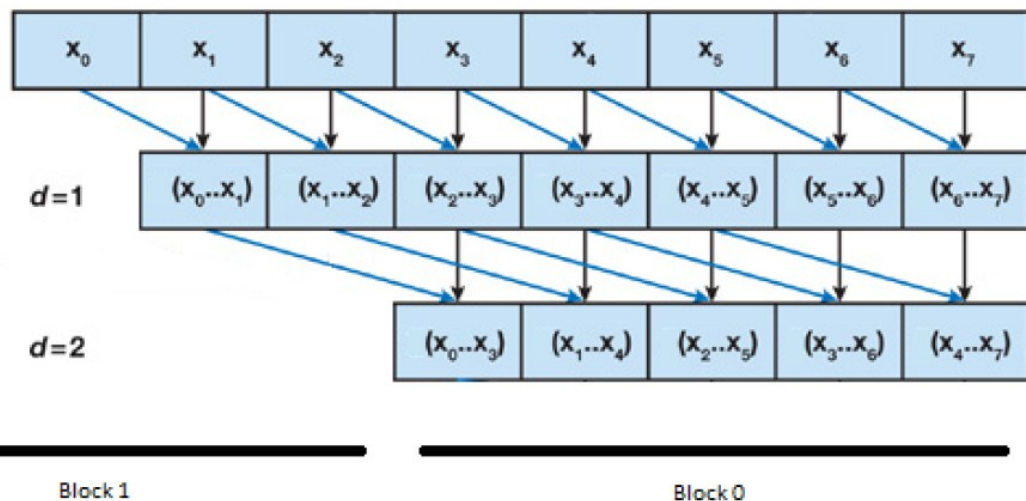 x₀ x₁ x₂ x₃ x₄ x₅ x₆ x₇
d=1 (x₀..x₁) (x₁..x₂) (x₂..x₃) (x₃..x₄) (x₄..x₅) (x₅..x₆) (x₆..x₇)
d=2 (x₀..x₃) (x₁..x₄) (x₂..x₅) (x₃..x₆) (x₄..x₇)
Block 1 Block 0